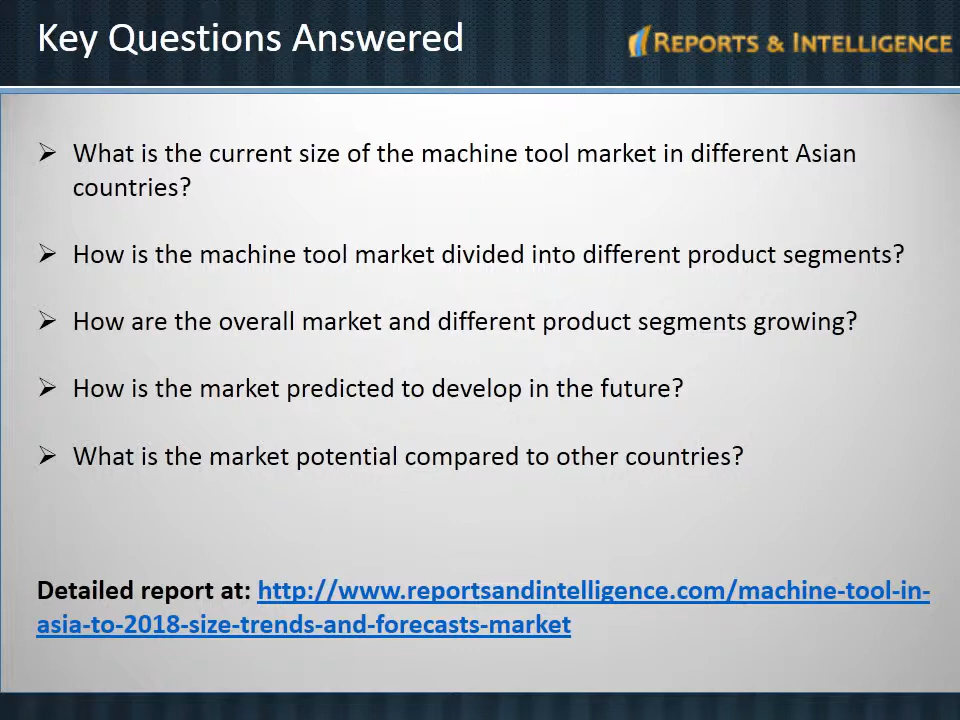 Key Questions Answered
REPORTS & INTELLIGENCE
What is the current size of the machine tool market in different Asian
countries?
How is the machine tool market divided into different product segments?
How are the overall market and different product segments growing?
How is the market predicted to develop in the future?
What is the market potential compared to other countries?
Detailed report at: http://www.reportsandintelligence.com/machine-tool-in-
asia-to-2018-size-trends-and-forecasts-market